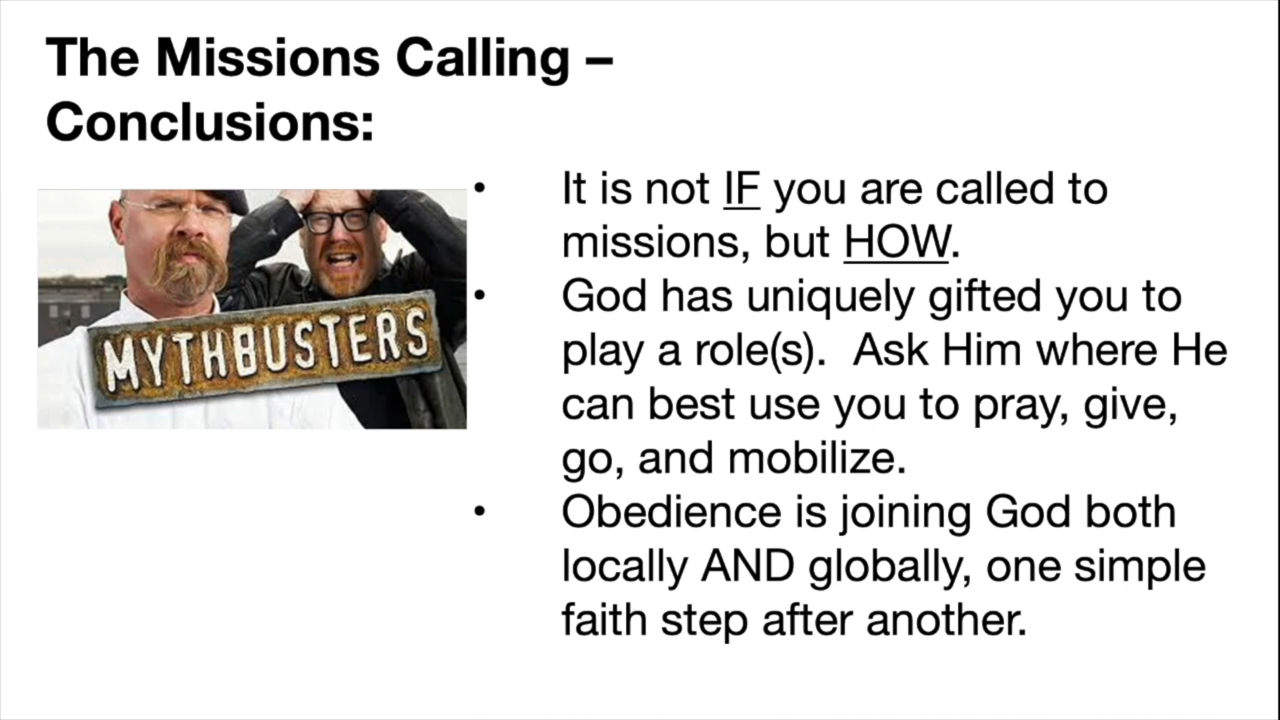 The Missions Calling –
Conclusions:
MYTHBUSTERS
• It is not IF you are called to
missions, but HOW.
• God has uniquely gifted you to
play a role(s).  Ask Him where He
can best use you to pray, give,
go, and mobilize.
• Obedience is joining God both
locally AND globally, one simple
faith step after another.